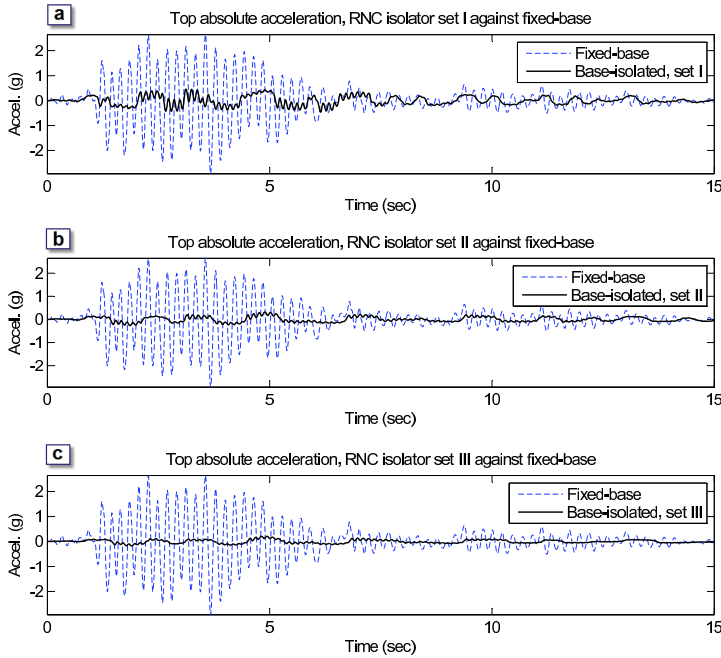 a
Top absolute acceleration, RNC isolator set I against fixed-base
Accel. (g)
2
1
0
-1
-2
Fixed-base
Base-isolated, set I
0
5
10
15
Time (sec)
b
Top absolute acceleration, RNC isolator set II against fixed-base
Accel. (g)
2
1
0
-1
-2
Fixed-base
Base-isolated, set II
0
5
10
15
Time (sec)
c
Top absolute acceleration, RNC isolator set III against fixed-base
Accel. (g)
2
1
0
-1
-2
Fixed-base
Base-isolated, set III
0
5
10
15
Time (sec)